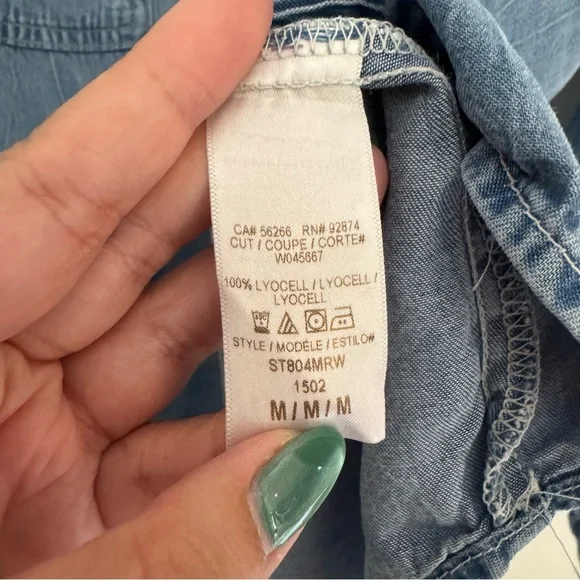 CA# 56266 RN# 92874
CUT / COUPE / CORTE#
W045667
100% LYOCELL / LYOCELL /
LYOCELL
STYLE / MODÈLE / ESTILO#
ST804MRW
1502
M / M / M